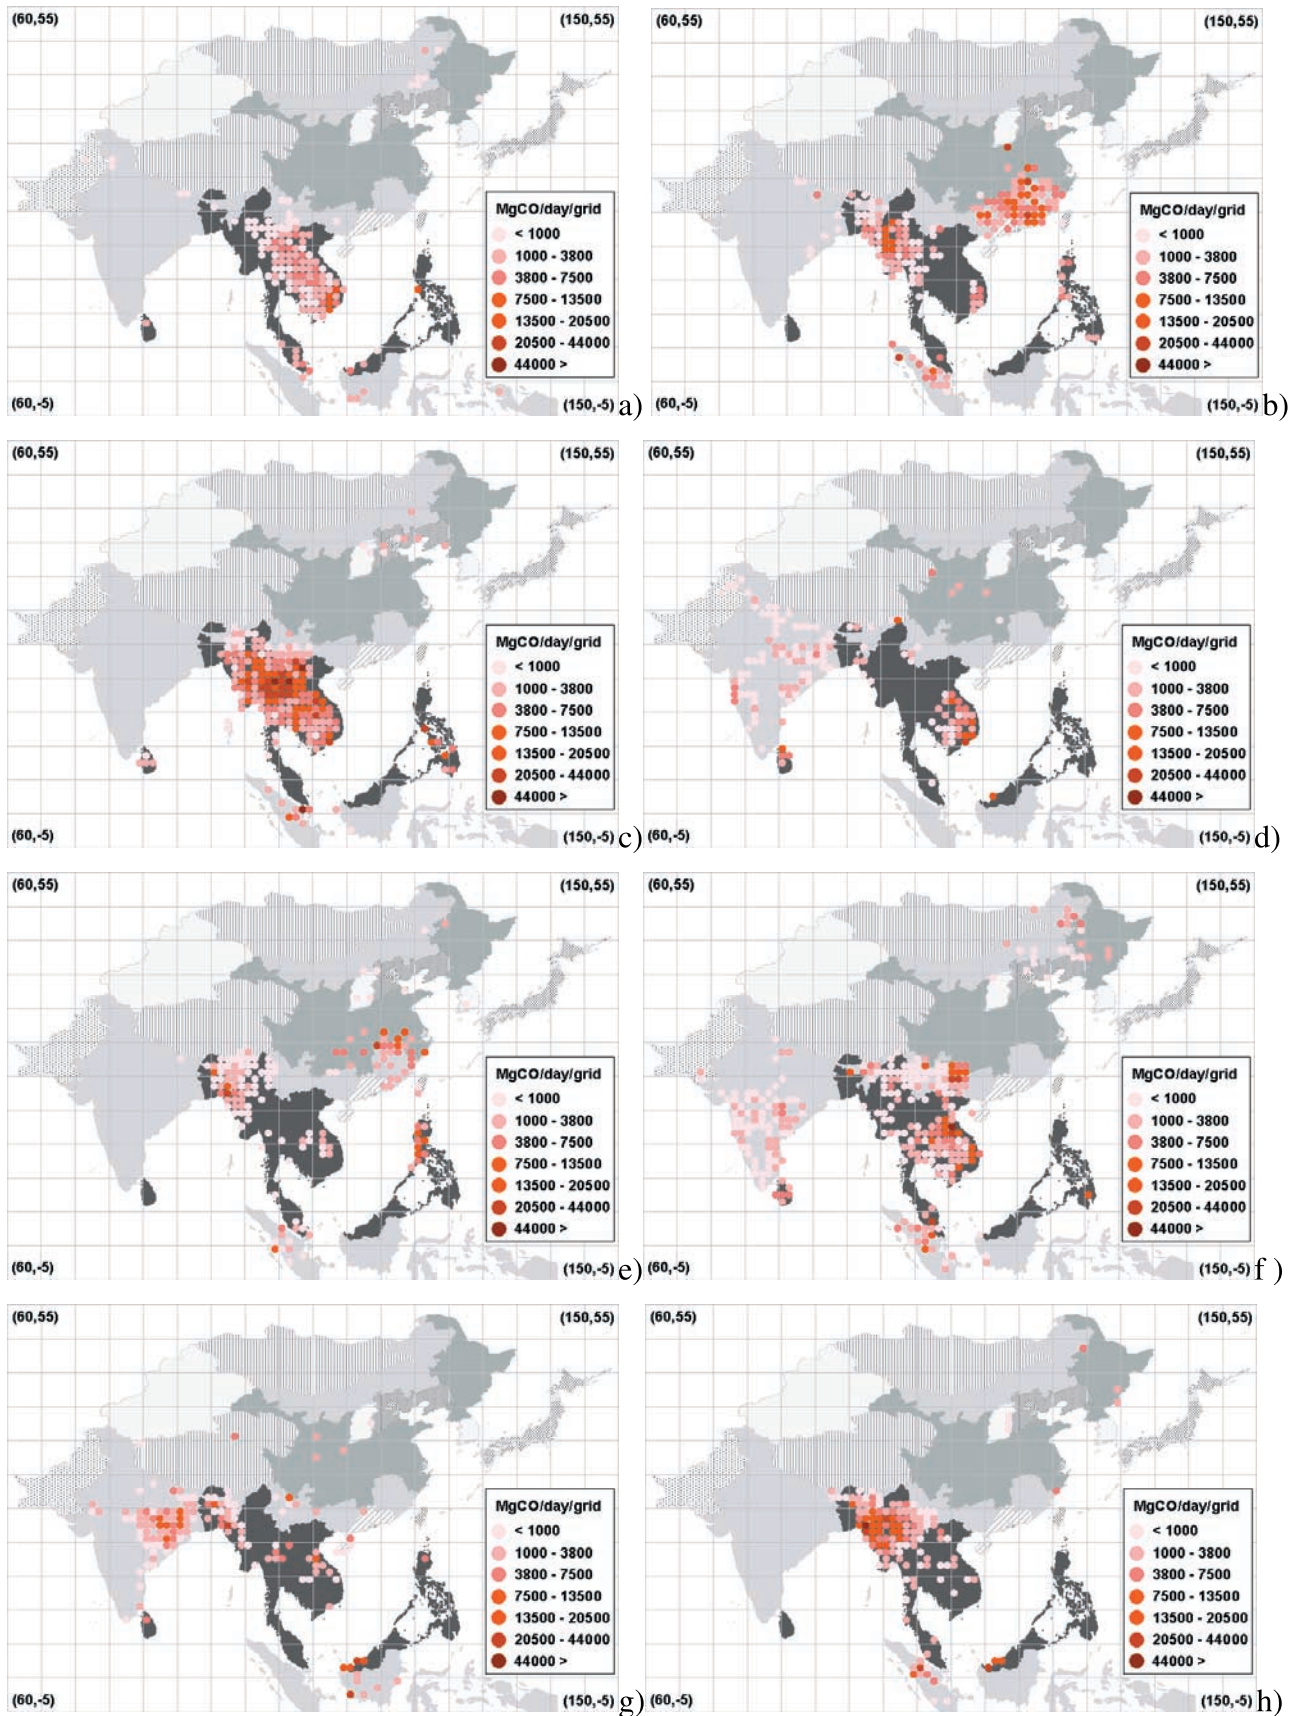 (60,55) (150,55) (60,55) (150,55)
MgCO/day/grid
< 1000
1000 - 3800
3800 - 7500
7500 - 13500
13500 - 20500
20500 - 44000
44000 >
(60,-5) (150,-5) a)
MgCO/day/grid
< 1000
1000 - 3800
3800 - 7500
7500 - 13500
13500 - 20500
20500 - 44000
44000 >
(60,-5) (150,-5) b)
(60,55) (150,55) (60,55) (150,55)
MgCO/day/grid
< 1000
1000 - 3800
3800 - 7500
7500 - 13500
13500 - 20500
20500 - 44000
44000 >
(60,-5) (150,-5) c)
MgCO/day/grid
< 1000
1000 - 3800
3800 - 7500
7500 - 13500
13500 - 20500
20500 - 44000
44000 >
(60,-5) (150,-5) d)
(60,55) (150,55) (60,55) (150,55)
MgCO/day/grid
< 1000
1000 - 3800
3800 - 7500
7500 - 13500
13500 - 20500
20500 - 44000
44000 >
(60,-5) (150,-5) e)
MgCO/day/grid
< 1000
1000 - 3800
3800 - 7500
7500 - 13500
13500 - 20500
20500 - 44000
44000 >
(60,-5) (150,-5) f )
(60,55) (150,55) (60,55) (150,55)
MgCO/day/grid
< 1000
1000 - 3800
3800 - 7500
7500 - 13500
13500 - 20500
20500 - 44000
44000 >
(60,-5) (150,-5) g)
MgCO/day/grid
< 1000
1000 - 3800
3800 - 7500
7500 - 13500
13500 - 20500
20500 - 44000
44000 >
(60,-5) (150,-5) h)